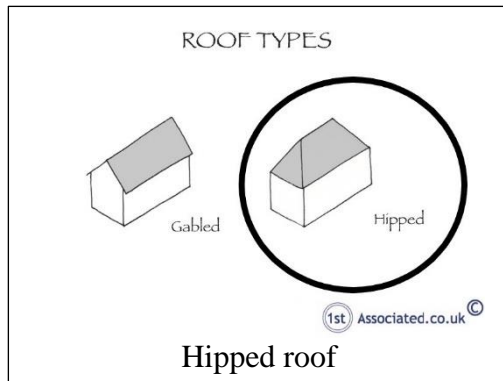 ROOF TYPES
Gabled
Hipped
1st Associated.co.uk ©
Hipped roof